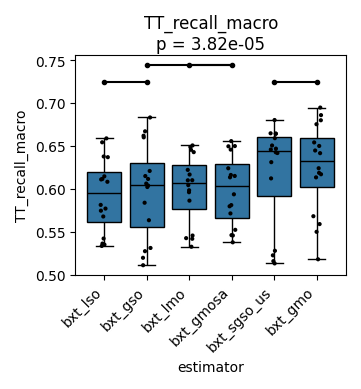 TT_recall_macro
p = 3.82e-05
TT_recall_macro
0.75
0.70
0.65
0.60
0.55
0.50
bxt_lso
bxt_gso
bxt_lmo
bxt_gmosa
bxt_sgso_us
bxt_gmo
estimator